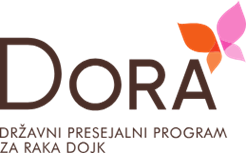 DORA
DRŽAVNI PRESEJALNI PROGRAM
ZA RAKA DOJK